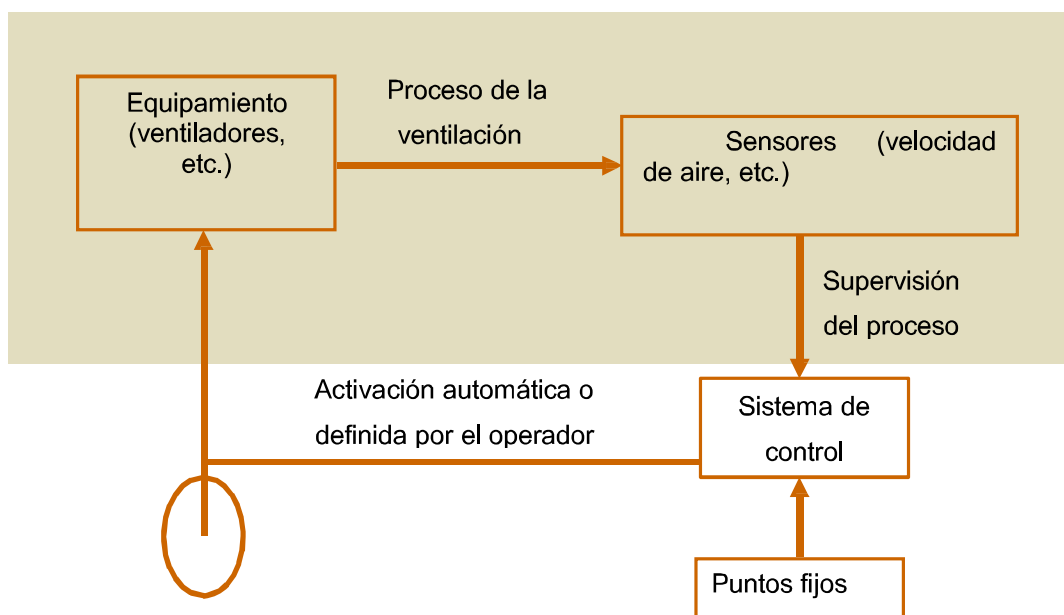 Equipamiento
(ventiladores,
etc.)
Proceso de la
ventilación
Sensores (velocidad
de aire, etc.)
Supervisión
del proceso
Activación automática o
definida por el operador
Sistema de
control
Puntos fijos